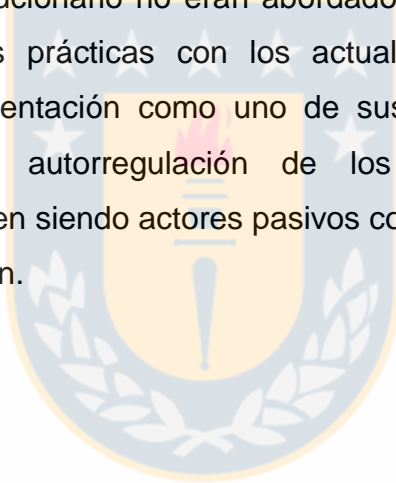 ucionario no eran abordado
s prácticas con los actual
entación como uno de sus
autorregulación de los
en siendo actores pasivos co
n.